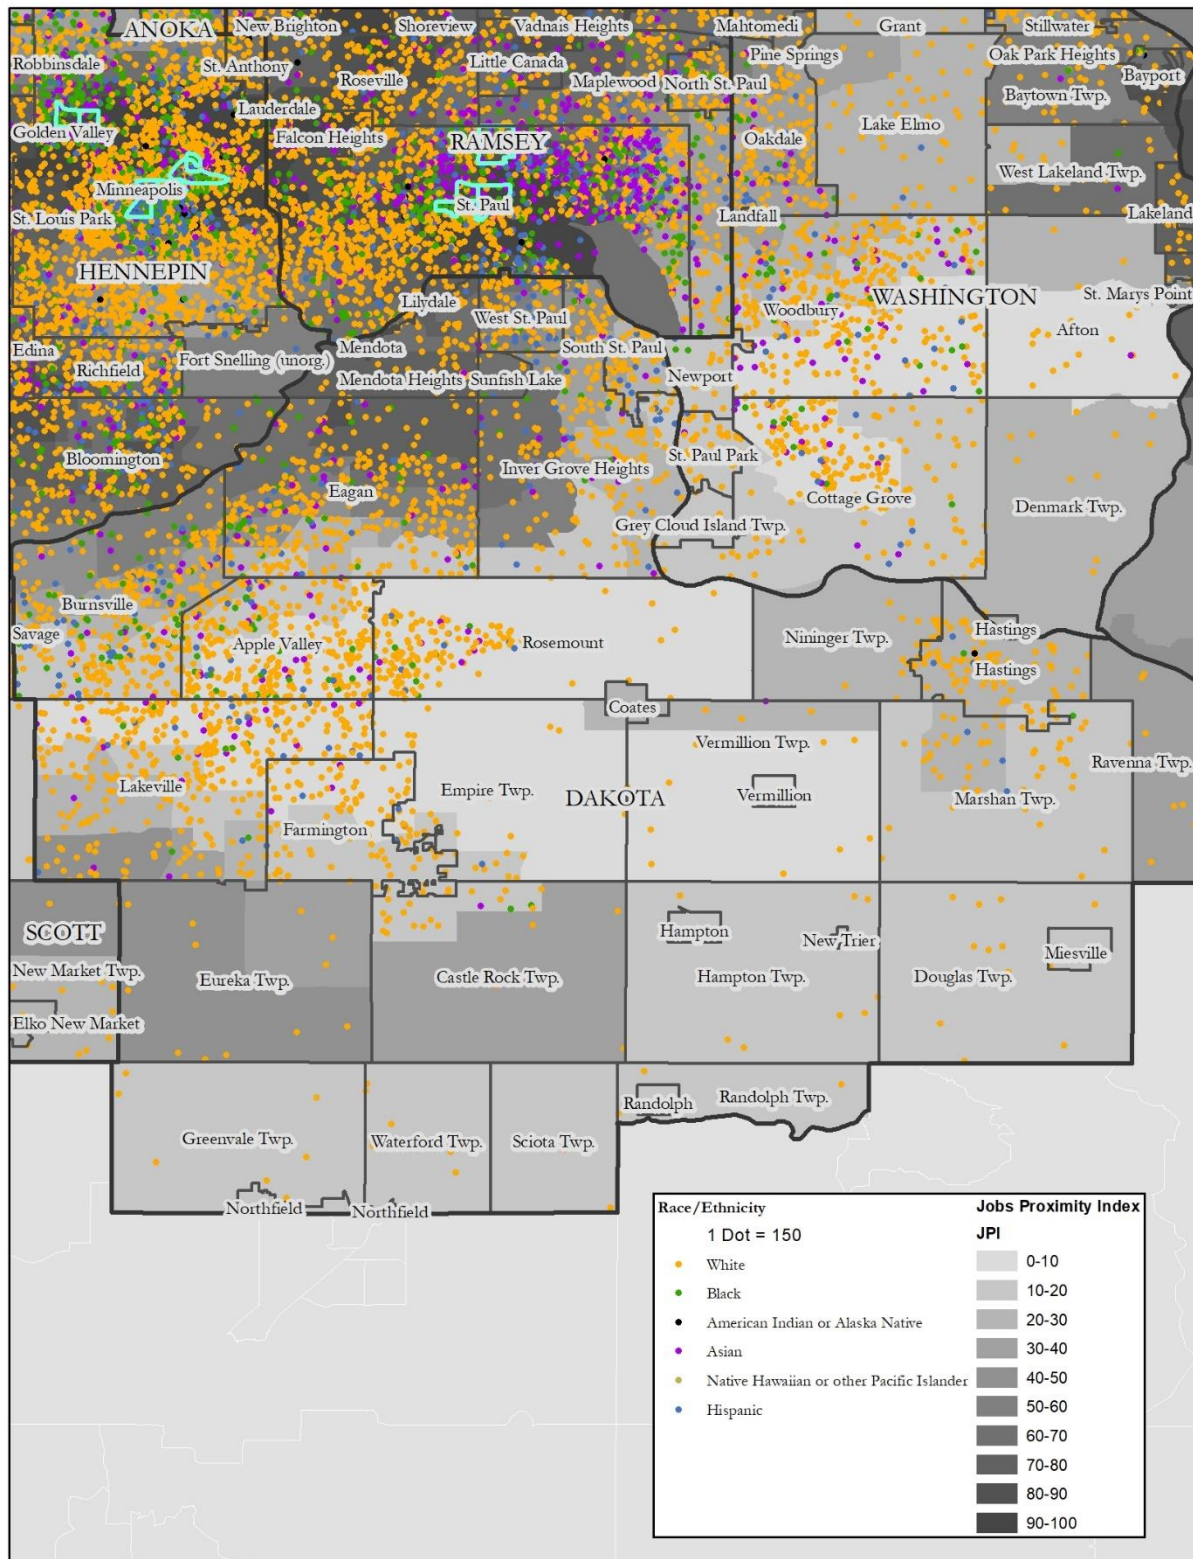 ANOKA
New Brighton
Shoreview
Vadnais Heights
Mahtomedi
Grant
Stillwater
Robbinsdale
St. Anthony
Roseville
Little Canada
Pine Springs
Oak Park Heights
Maplewood
North St. Paul
Bayport
Baytown Twp.
Lauderdale
Golden Valley
Falcon Heights
RAMSEY
Oakdale
Lake Elmo
West Lakeland Twp.
Minneapolis
St. Paul
St. Louis Park
Landfall
Lakeland
HENNEPIN
Lilydale
West St. Paul
Woodbury
WASHINGTON
St. Marys Point
Afton
Edina
Fort Snelling (unorg.)
Mendota
South St. Paul
Richfield
Mendota Heights
Sunfish Lake
Newport
Bloomington
Eagan
Inver Grove Heights
St. Paul Park
Cottage Grove
Denmark Twp.
Grey Cloud Island Twp.
Burnsville
Savage
Apple Valley
Rosemount
Nininger Twp.
Hastings
Hastings
Coates
Vermillion Twp.
Ravenna Twp.
Lakeville
Empire Twp.
DAKOTA
Vermillion
Marshan Twp.
Farmington
SCOTT
Hampton
New Trier
Miesville
New Market Twp.
Eureka Twp.
Castle Rock Twp.
Hampton Twp.
Douglas Twp.
Elko New Market
Randolph
Randolph Twp.
Greenvale Twp.
Waterford Twp.
Sciota Twp.
Northfield
Northfield
Race/Ethnicity
1 Dot = 150
White
Black
American Indian or Alaska Native
Asian
Native Hawaiian or other Pacific Islander
Hispanic
Jobs Proximity Index
JPI
0-10
10-20
20-30
30-40
40-50
50-60
60-70
70-80
80-90
90-100